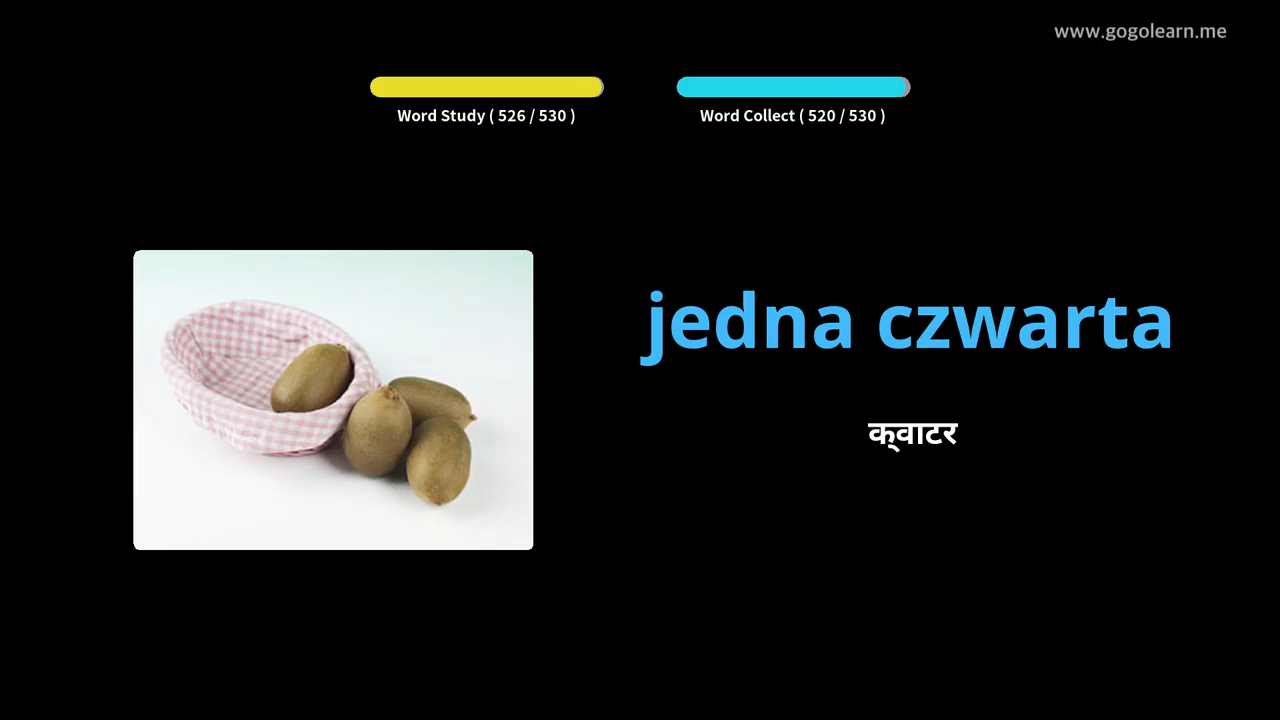 www.gogolearn.me
Word Study ( 526 / 530 )
Word Collect ( 520 / 530 )
jedna czwarta
क्वाटर